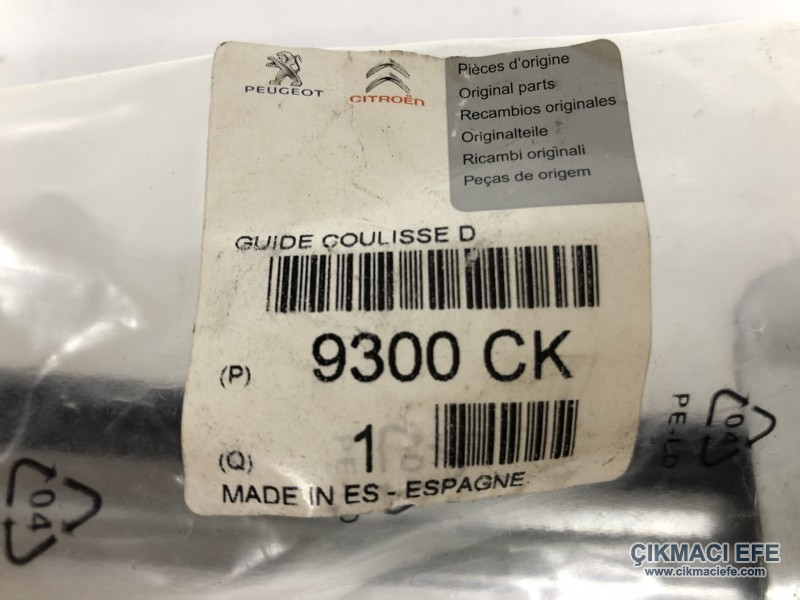 PEUGEOT
CITROËN
Pièces d'origine
Original parts
Recambios originales
Originalteile
Ricambi originali
Peças de origem
GUIDE COULISSE D
(P) 9300 CK
(Q) 1
MADE IN ES - ESPAGNE
04
PE-LD
04
ÇIKMACI EFE
www.cikmaciefe.com